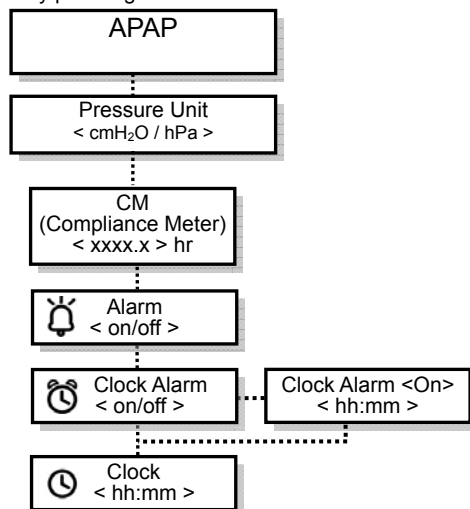 APAP
Pressure Unit
< cmH₂O / hPa >
CM
(Compliance Meter)
< xxxx.x > hr
Alarm
< on/off >
Clock Alarm
< on/off >
Clock Alarm <On>
< hh:mm >
Clock
< hh:mm >